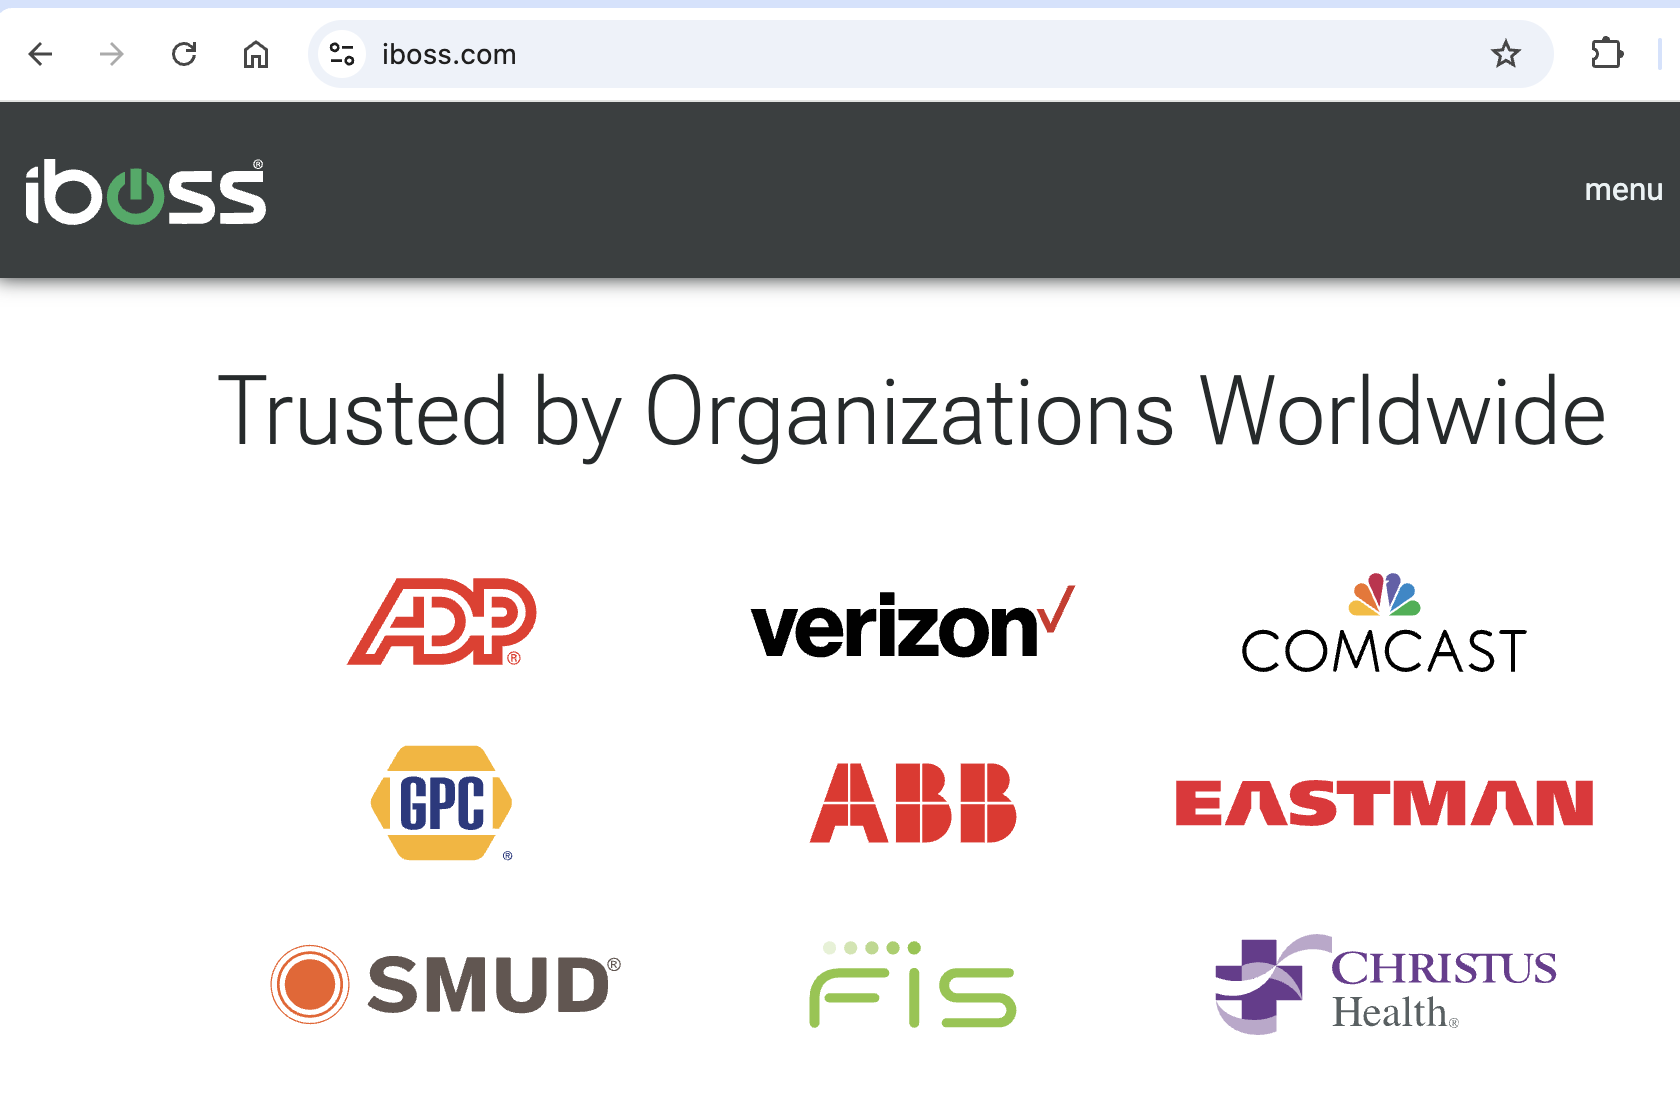 iboss.com
iboss®
menu
Trusted by Organizations Worldwide
ADP®
verizon✓
COMCAST
GPC®
ABB
EASTMAN
SMUD®
FIS
CHRISTUS
Health®